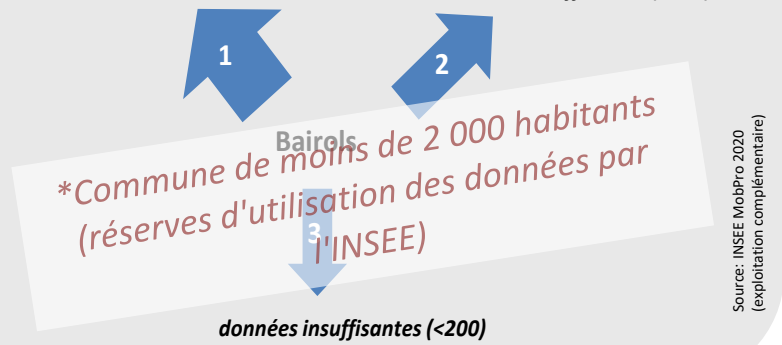 1
2
Bairols
*Commune de moins de 2 000 habitants
(réserves d'utilisation des données par
l'INSEE)
3
données insuffisantes (<200)
Source: INSEE MobPro 2020
(exploitation complémentaire)